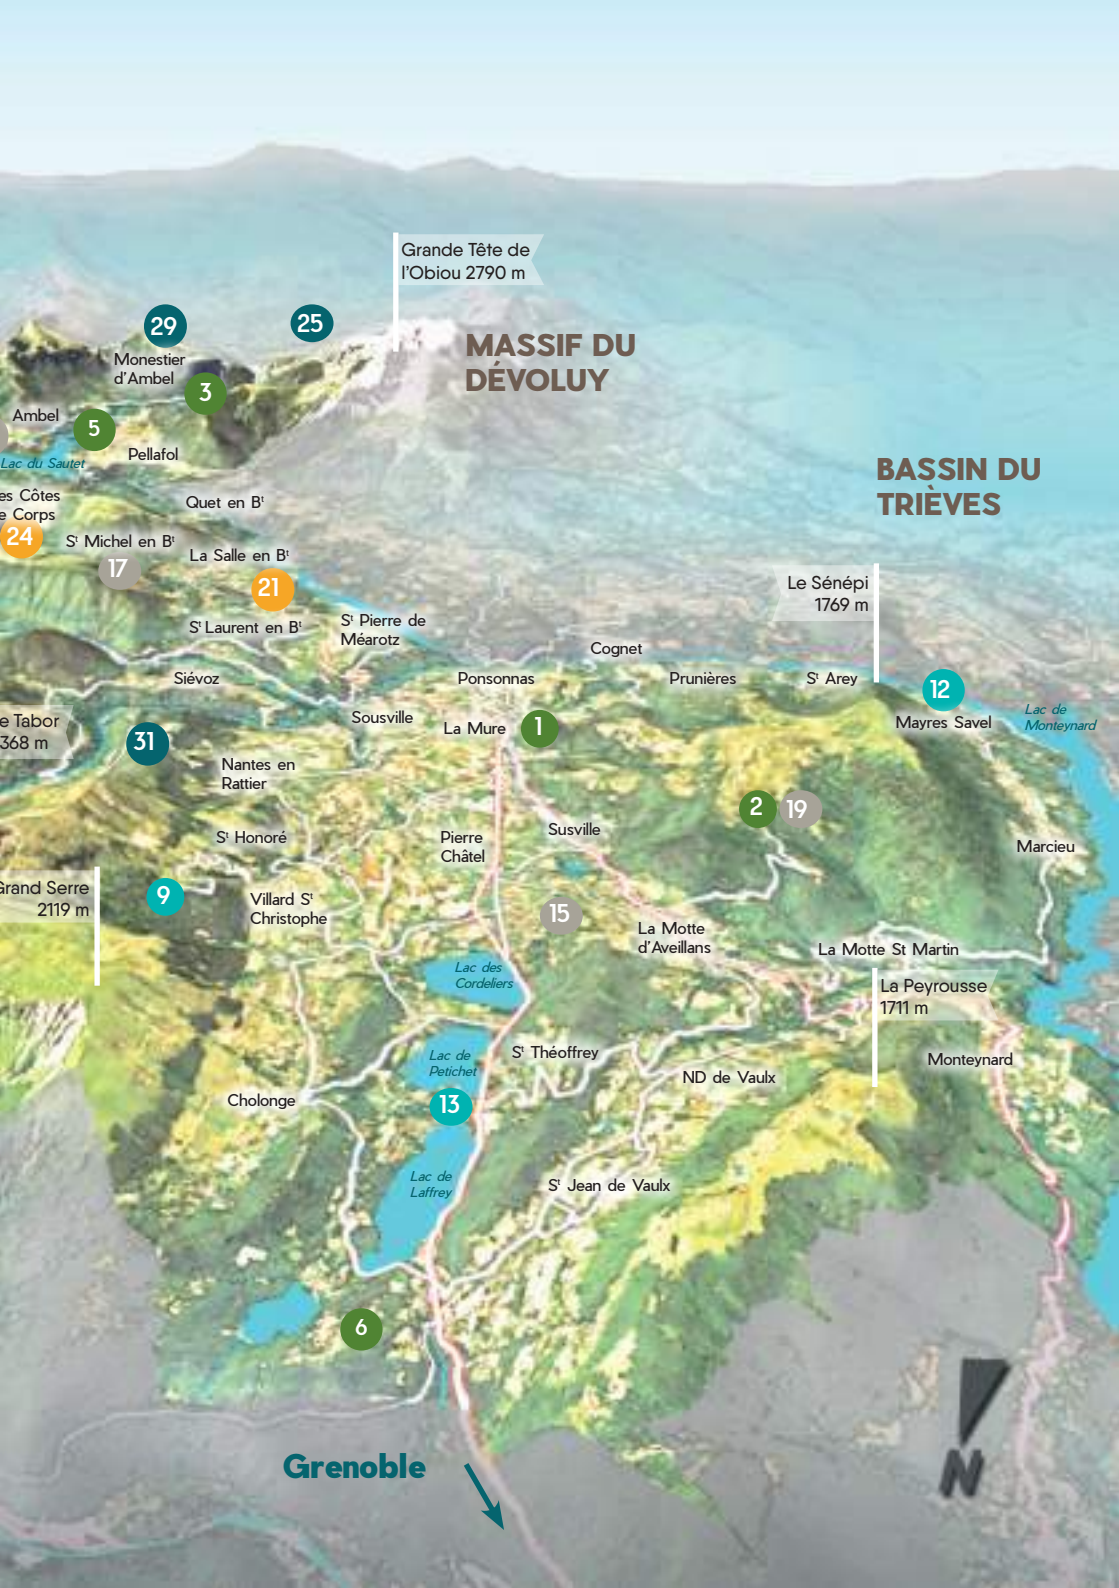 Grande Tête de
l'Obiou 2790 m
29
25
MASSIF DU
DÉVOLUY
Monestier
d'Ambel
3
Ambel
5
Pellafol
Lac du Sautet
BASSIN DU
TRIÈVES
es Côtes
e Corps
Quet en Bt
24
St Michel en Bt
17
La Salle en Bt
21
Le Sénépi
1769 m
St Laurent en Bt
St Pierre de
Méarotz
Cognet
Siévoz
Ponsonnas
Prunières
St Arey
12
e Tabor
368 m
31
Sousville
La Mure
1
Mayres Savel
Lac de
Monteynard
Nantes en
Rattier
2
19
St Honoré
Pierre
Châtel
Susville
Marcieu
Grand Serre
2119 m
9
Villard St
Christophe
15
La Motte
d'Aveillans
La Motte St Martin
Lac des
Cordeliers
La Peyrousse
1711 m
Lac de
Petichet
St Théoffrey
Monteynard
ND de Vaulx
Cholonge
13
Lac de
Laffrey
St Jean de Vaulx
6
Grenoble
N